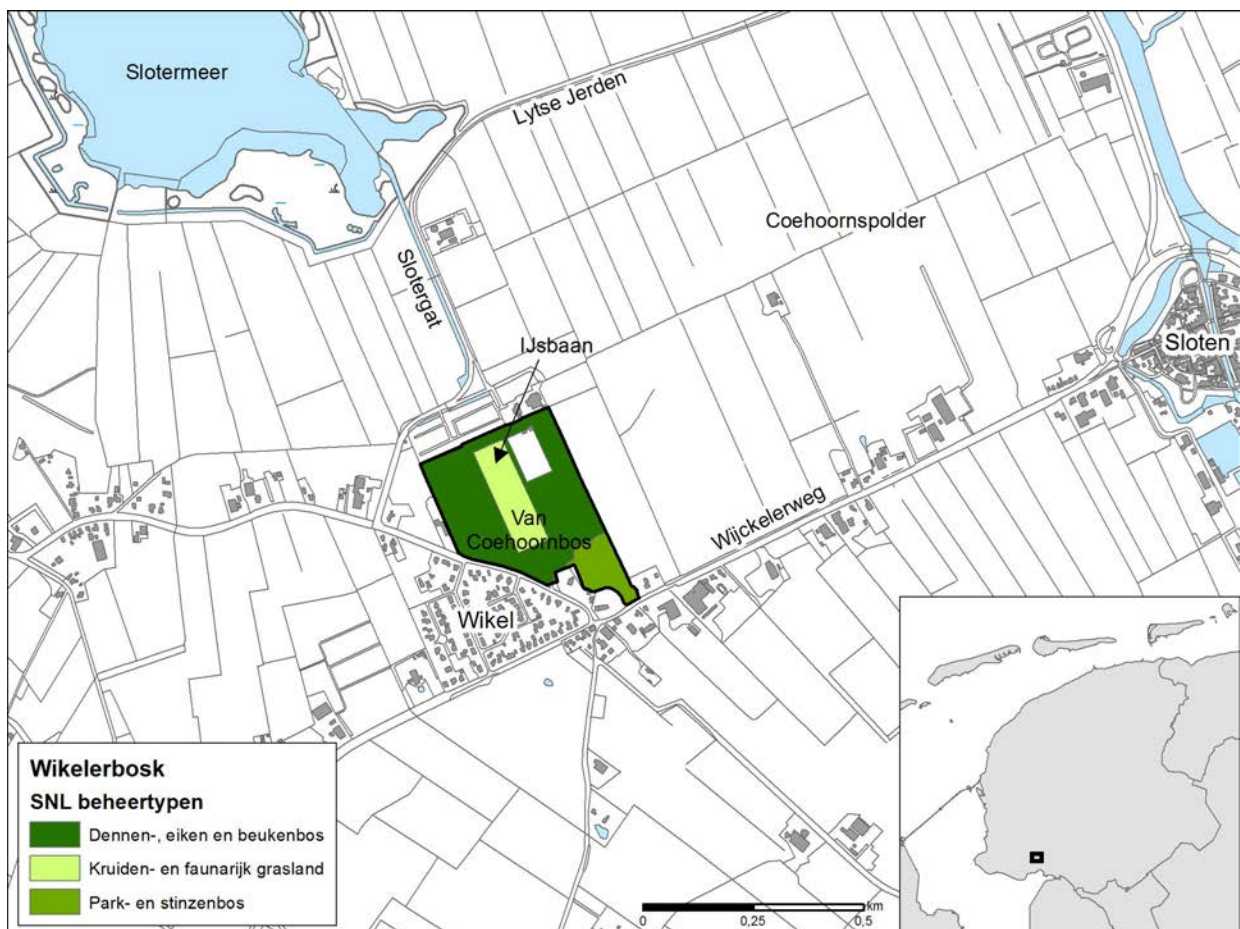 Slotermeer
Lytse Jerden
Coehoornspolder
Slotergat
IJsbaan
Sloten
Van
Coehoornbos
Wijckelerweg
Wikel
Wikelerbosk
SNL beheertypen
Dennen-, eiken en beukenbos
Kruiden- en faunarijk grasland
Park- en stinzenbos
km
0 0,25 0,5